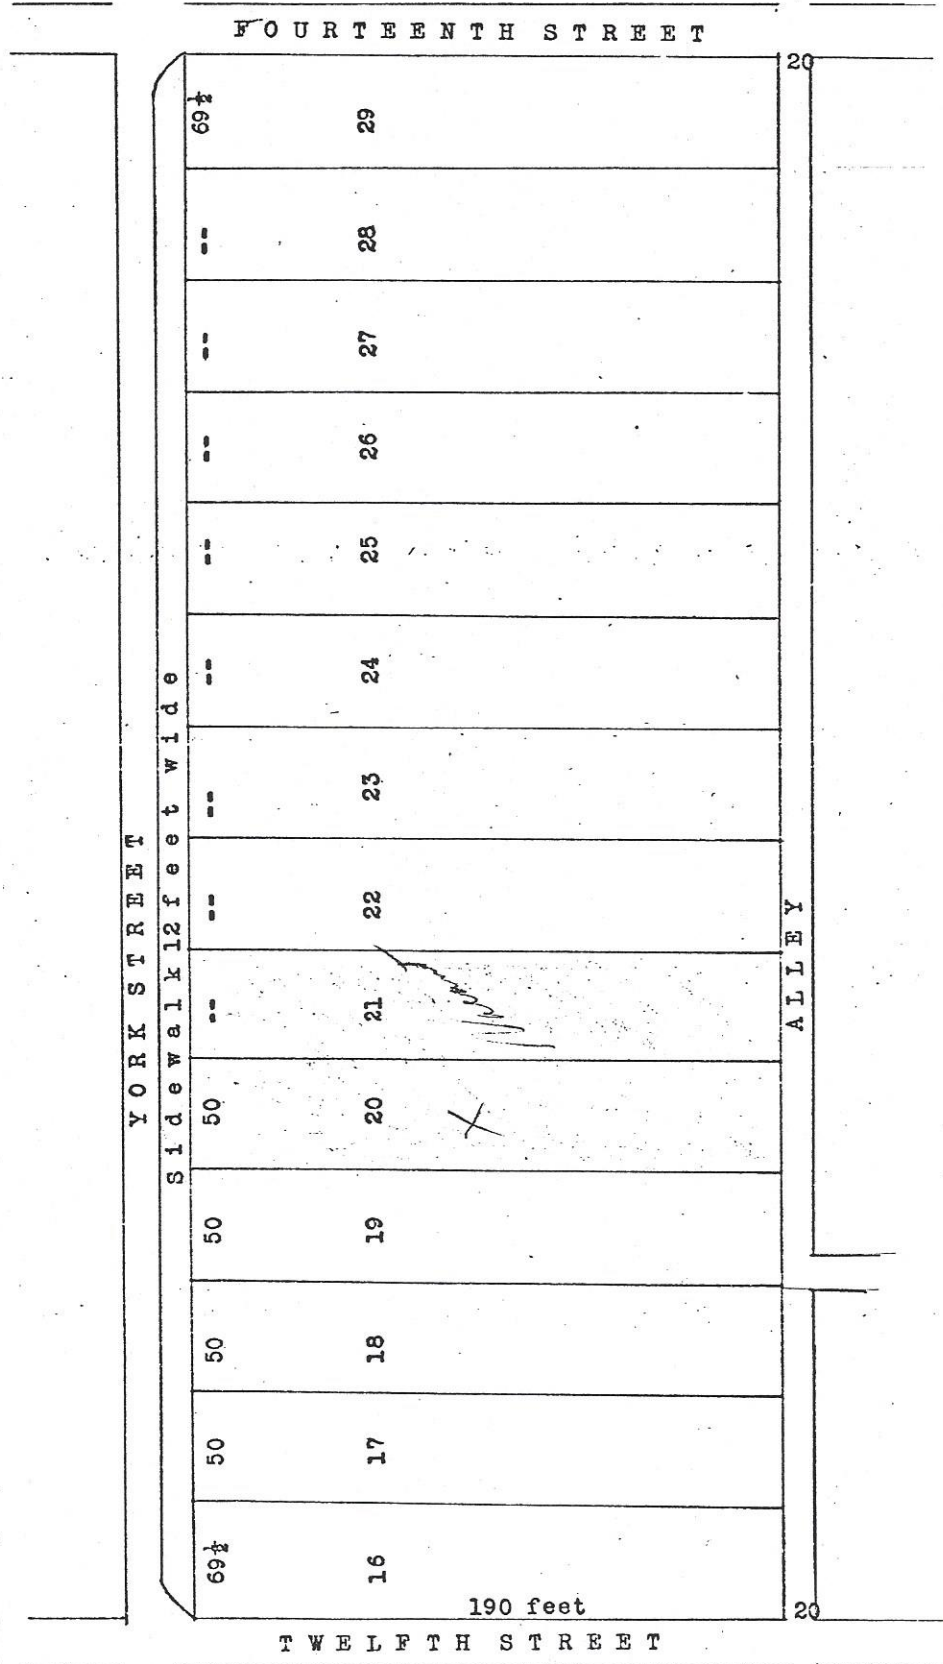 FOURTEENTH STREET
20
69½ 29
" 28
" 27
" 26
" 25
" 24
" 23
" 22
" 21
50 20
50 19
50 18
50 17
69½ 16
YORK STREET
Sidewalk 12 feet wide
ALLEY
190 feet
20
TWELFTH STREET